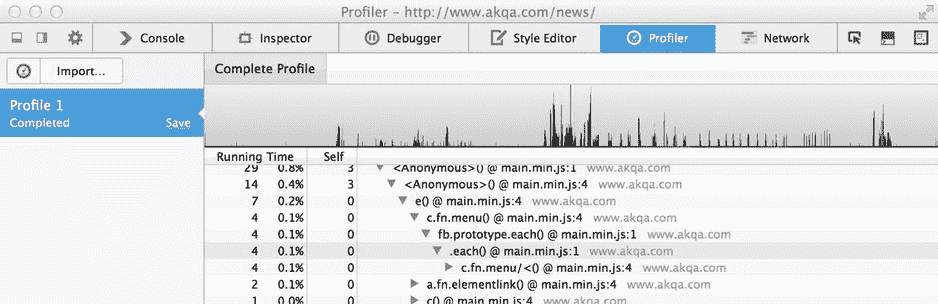 Profiler - http://www.akqa.com/news/
Console Inspector Debugger Style Editor Profiler Network
Import... Complete Profile
Profile 1
Completed Save
Running Time Self
29 0.8% 3 <Anonymous>() @ main.min.js:1 www.akqa.com
14 0.4% 3 <Anonymous>() @ main.min.js:4 www.akqa.com
7 0.2% 0 e() @ main.min.js:4 www.akqa.com
4 0.1% 0 c.fn.menu() @ main.min.js:4 www.akqa.com
4 0.1% 0 fb.prototype.each() @ main.min.js:1 www.akqa.com
4 0.1% 0 .each() @ main.min.js:1 www.akqa.com
4 0.1% 0 c.fn.menu/<() @ main.min.js:4 www.akqa.com
2 0.1% 0 a.fn.elementlink() @ main.min.js:4 www.akqa.com
1 0.0% 0 c() @ main.min.js:4 www.akqa.com